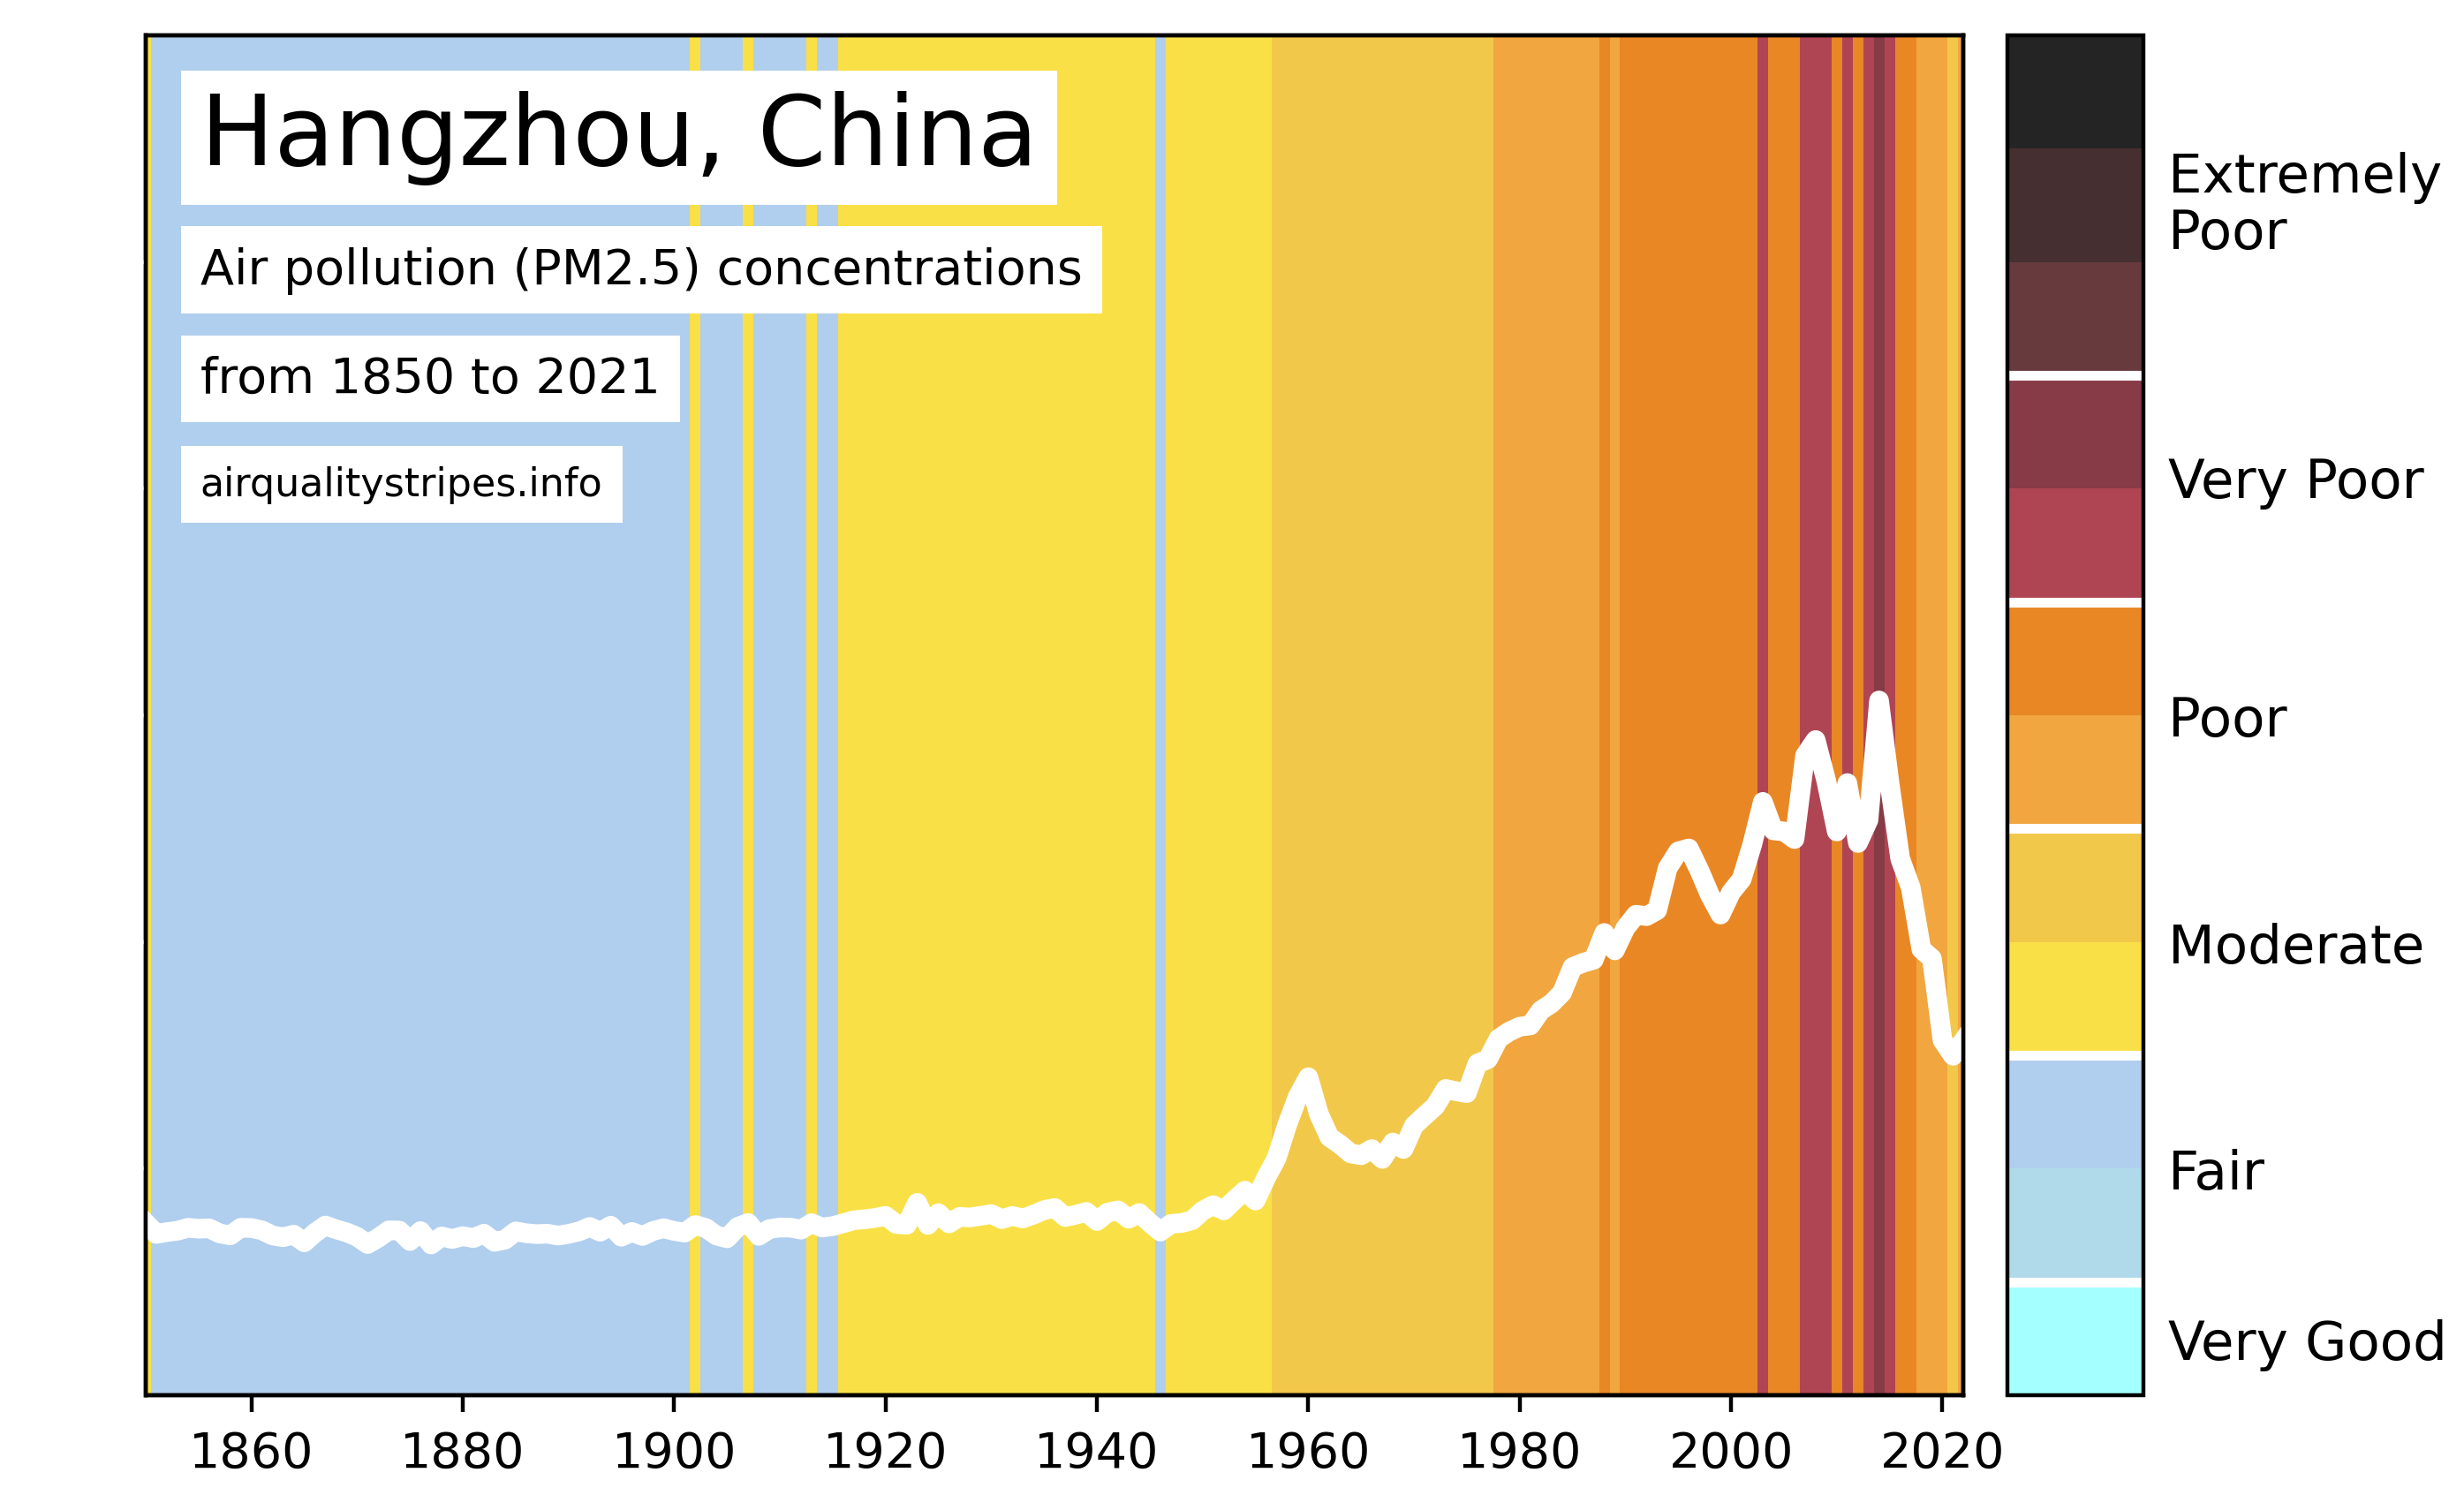 Hangzhou, China
Air pollution (PM2.5) concentrations
from 1850 to 2021
airqualitystripes.info
Extremely
Poor
Very Poor
Poor
Moderate
Fair
Very Good
1860 1880 1900 1920 1940 1960 1980 2000 2020